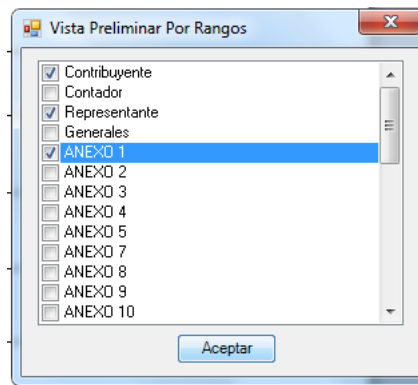 Vista Preliminar Por Rangos
Contribuyente
Contador
Representante
Generales
ANEXO 1
ANEXO 2
ANEXO 3
ANEXO 4
ANEXO 5
ANEXO 7
ANEXO 8
ANEXO 9
ANEXO 10
Aceptar